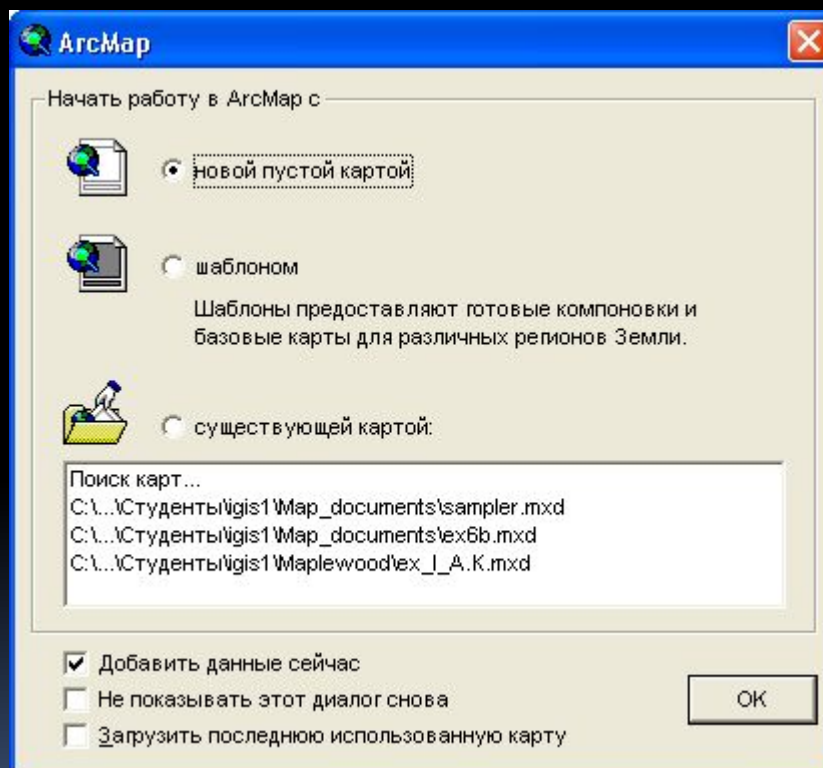 ArcMap
Начать работу в ArcMap с
новой пустой картой
шаблоном
Шаблоны предоставляют готовые компоновки и
базовые карты для различных регионов Земли.
существующей картой:
Поиск карт...
C:\...\Студенты\igis1\Map_documents\sampler.mxd
C:\...\Студенты\igis1\Map_documents\ex6b.mxd
C:\...\Студенты\igis1\Maplewood\ex_I_A.K.mxd
Добавить данные сейчас
Не показывать этот диалог снова
OK
Загрузить последнюю использованную карту